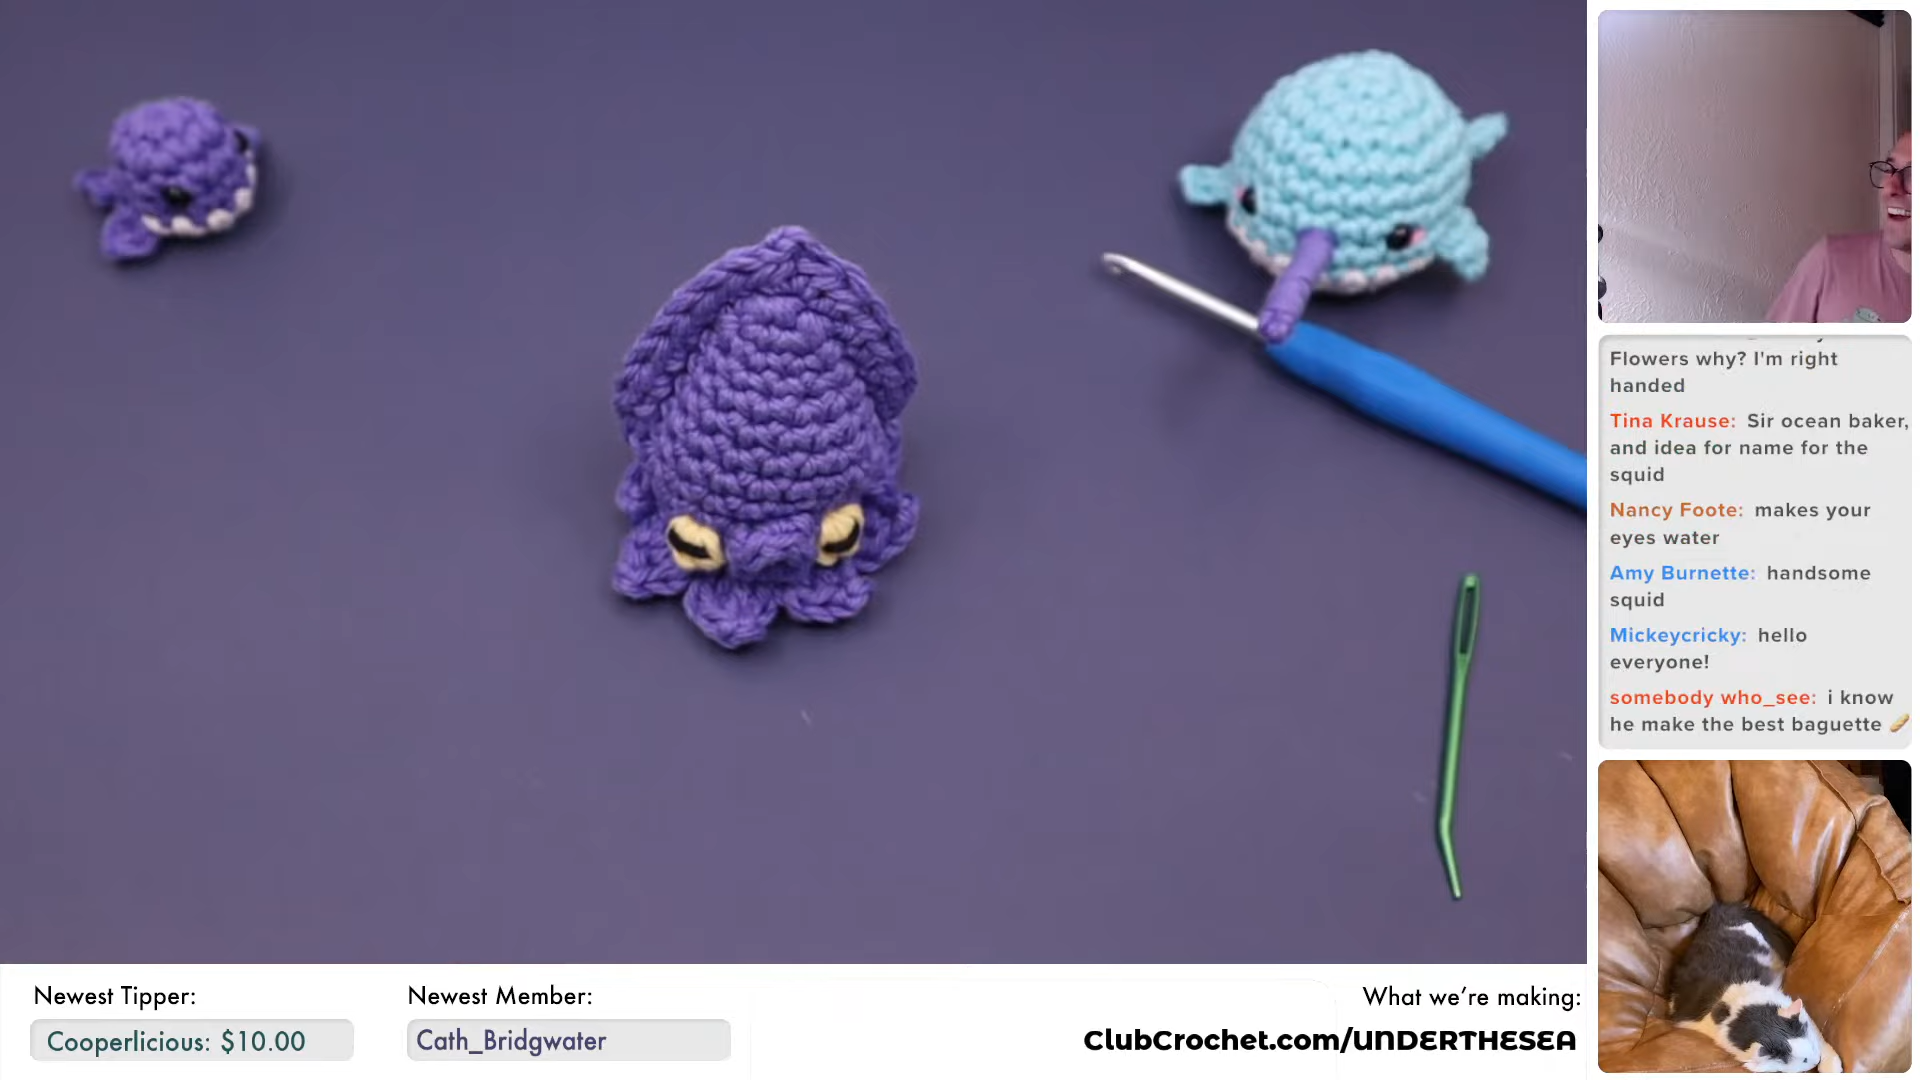 Flowers why? I'm right
handed
Tina Krause: Sir ocean baker,
and idea for name for the
squid
Nancy Foote: makes your
eyes water
Amy Burnette: handsome
squid
Mickeycricky: hello
everyone!
somebody who_see: i know
he make the best baguette 🥖
Newest Tipper:
Cooperlicious: $10.00
Newest Member:
Cath_Bridgwater
What we're making:
ClubCrochet.com/UNDERTHESEA